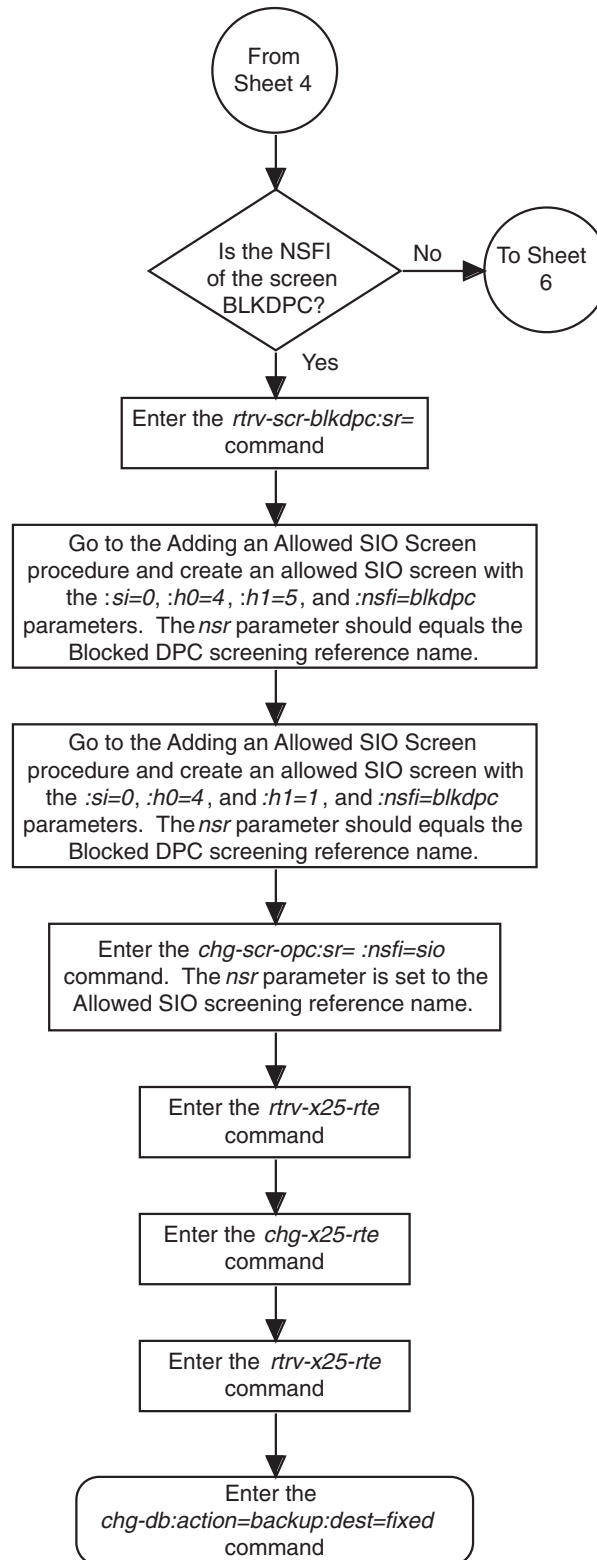 From
Sheet 4
Is the NSFI
of the screen
BLKDPC?
No
To Sheet
6
Yes
Enter the rtrv-scr-blkdpc:sr=
command
Go to the Adding an Allowed SIO Screen
procedure and create an allowed SIO screen with
the :si=0, :h0=4, :h1=5, and :nsfi=blkdpc
parameters. The nsr parameter should equals the
Blocked DPC screening reference name.
Go to the Adding an Allowed SIO Screen
procedure and create an allowed SIO screen with
the :si=0, :h0=4, and :h1=1, and :nsfi=blkdpc
parameters. The nsr parameter should equals the
Blocked DPC screening reference name.
Enter the chg-scr-opc:sr= :nsfi=sio
command. The nsr parameter is set to the
Allowed SIO screening reference name.
Enter the rtrv-x25-rte
command
Enter the chg-x25-rte
command
Enter the rtrv-x25-rte
command
Enter the
chg-db:action=backup:dest=fixed
command